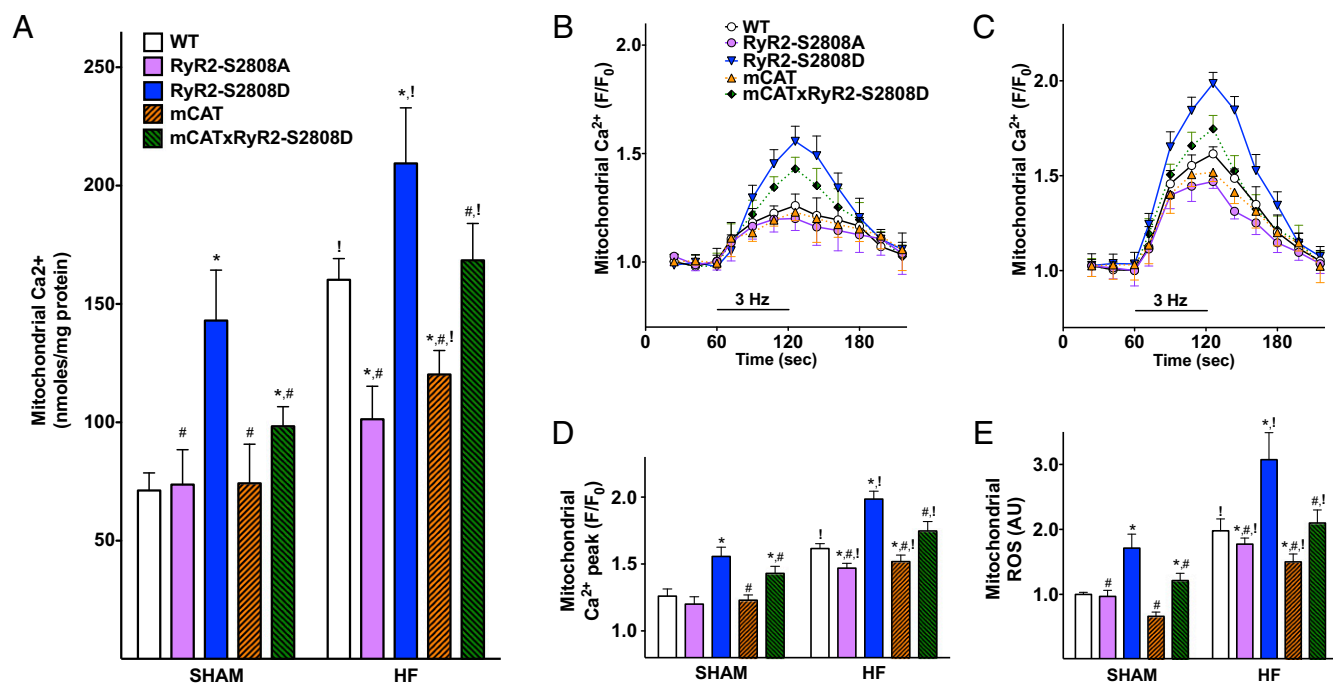 A
Mitochondrial Ca2+
(nmoles/mg protein)
250
200
150
100
50
WT
RyR2-S2808A
RyR2-S2808D
mCAT
mCATxRyR2-S2808D
#
*
#
*,#
!
*,#
*,!
*,#,!
#,!
SHAM
HF
B
Mitochondrial Ca²⁺ (F/F₀)
2.0
1.5
1.0
WT
RyR2-S2808A
RyR2-S2808D
mCAT
mCATxRyR2-S2808D
3 Hz
0
60
120
180
Time (sec)
C
Mitochondrial Ca²⁺ (F/F₀)
2.0
1.5
1.0
3 Hz
0
60
120
180
Time (sec)
D
Mitochondrial
Ca²⁺ peak (F/F₀)
2.0
1.5
1.0
*
#
*,#
!
*,#,!
*,!
*,#,!
#,!
SHAM
HF
E
Mitochondrial
ROS (AU)
3.0
2.0
1.0
#
*
#
*,#
!
*,#,!
*,!
*,#,!
#,!
SHAM
HF